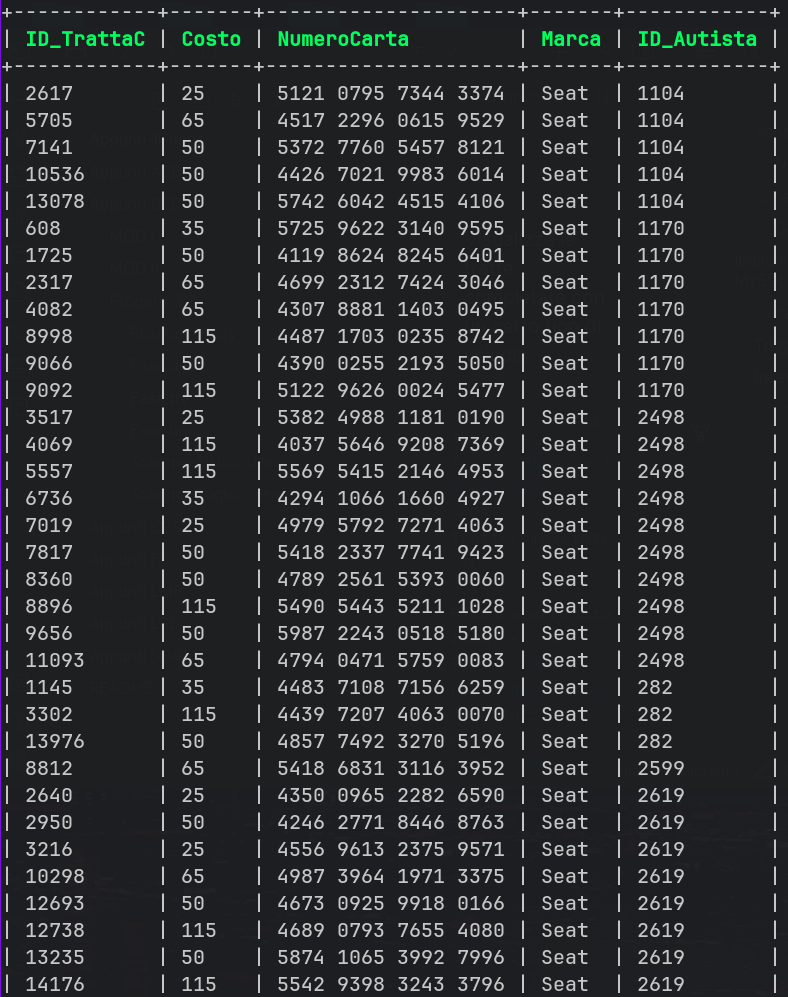 +------------+-------+---------------------+-------+------------+
| ID_TrattaC | Costo | NumeroCarta         | Marca | ID_Autista |
+------------+-------+---------------------+-------+------------+
| 2617       | 25    | 5121 0795 7344 3374 | Seat  | 1104       |
| 5705       | 65    | 4517 2296 0615 9529 | Seat  | 1104       |
| 7141       | 50    | 5372 7760 5457 8121 | Seat  | 1104       |
| 10536      | 50    | 4426 7021 9983 6014 | Seat  | 1104       |
| 13078      | 50    | 5742 6042 4515 4106 | Seat  | 1104       |
| 608        | 35    | 5725 9622 3140 9595 | Seat  | 1170       |
| 1725       | 50    | 4119 8624 8245 6401 | Seat  | 1170       |
| 2317       | 65    | 4699 2312 7424 3046 | Seat  | 1170       |
| 4082       | 65    | 4307 8881 1403 0495 | Seat  | 1170       |
| 8998       | 115   | 4487 1703 0235 8742 | Seat  | 1170       |
| 9066       | 50    | 4390 0255 2193 5050 | Seat  | 1170       |
| 9092       | 115   | 5122 9626 0024 5477 | Seat  | 1170       |
| 3517       | 25    | 5382 4988 1181 0190 | Seat  | 2498       |
| 4069       | 115   | 4037 5646 9208 7369 | Seat  | 2498       |
| 5557       | 115   | 5569 5415 2146 4953 | Seat  | 2498       |
| 6736       | 35    | 4294 1066 1660 4927 | Seat  | 2498       |
| 7019       | 25    | 4979 5792 7271 4063 | Seat  | 2498       |
| 7817       | 50    | 5418 2337 7741 9423 | Seat  | 2498       |
| 8360       | 50    | 4789 2561 5393 0060 | Seat  | 2498       |
| 8896       | 115   | 5490 5443 5211 1028 | Seat  | 2498       |
| 9656       | 50    | 5987 2243 0518 5180 | Seat  | 2498       |
| 11093      | 65    | 4794 0471 5759 0083 | Seat  | 2498       |
| 1145       | 35    | 4483 7108 7156 6259 | Seat  | 282        |
| 3302       | 115   | 4439 7207 4063 0070 | Seat  | 282        |
| 13976      | 50    | 4857 7492 3270 5196 | Seat  | 282        |
| 8812       | 65    | 5418 6831 3116 3952 | Seat  | 2599       |
| 2640       | 25    | 4350 0965 2282 6590 | Seat  | 2619       |
| 2950       | 50    | 4246 2771 8446 8763 | Seat  | 2619       |
| 3216       | 25    | 4556 9613 2375 9571 | Seat  | 2619       |
| 10298      | 65    | 4987 3964 1971 3375 | Seat  | 2619       |
| 12693      | 50    | 4673 0925 9918 0166 | Seat  | 2619       |
| 12738      | 115   | 4689 0793 7655 4080 | Seat  | 2619       |
| 13235      | 50    | 5874 1065 3992 7996 | Seat  | 2619       |
| 14176      | 115   | 5542 9398 3243 3796 | Seat  | 2619       |